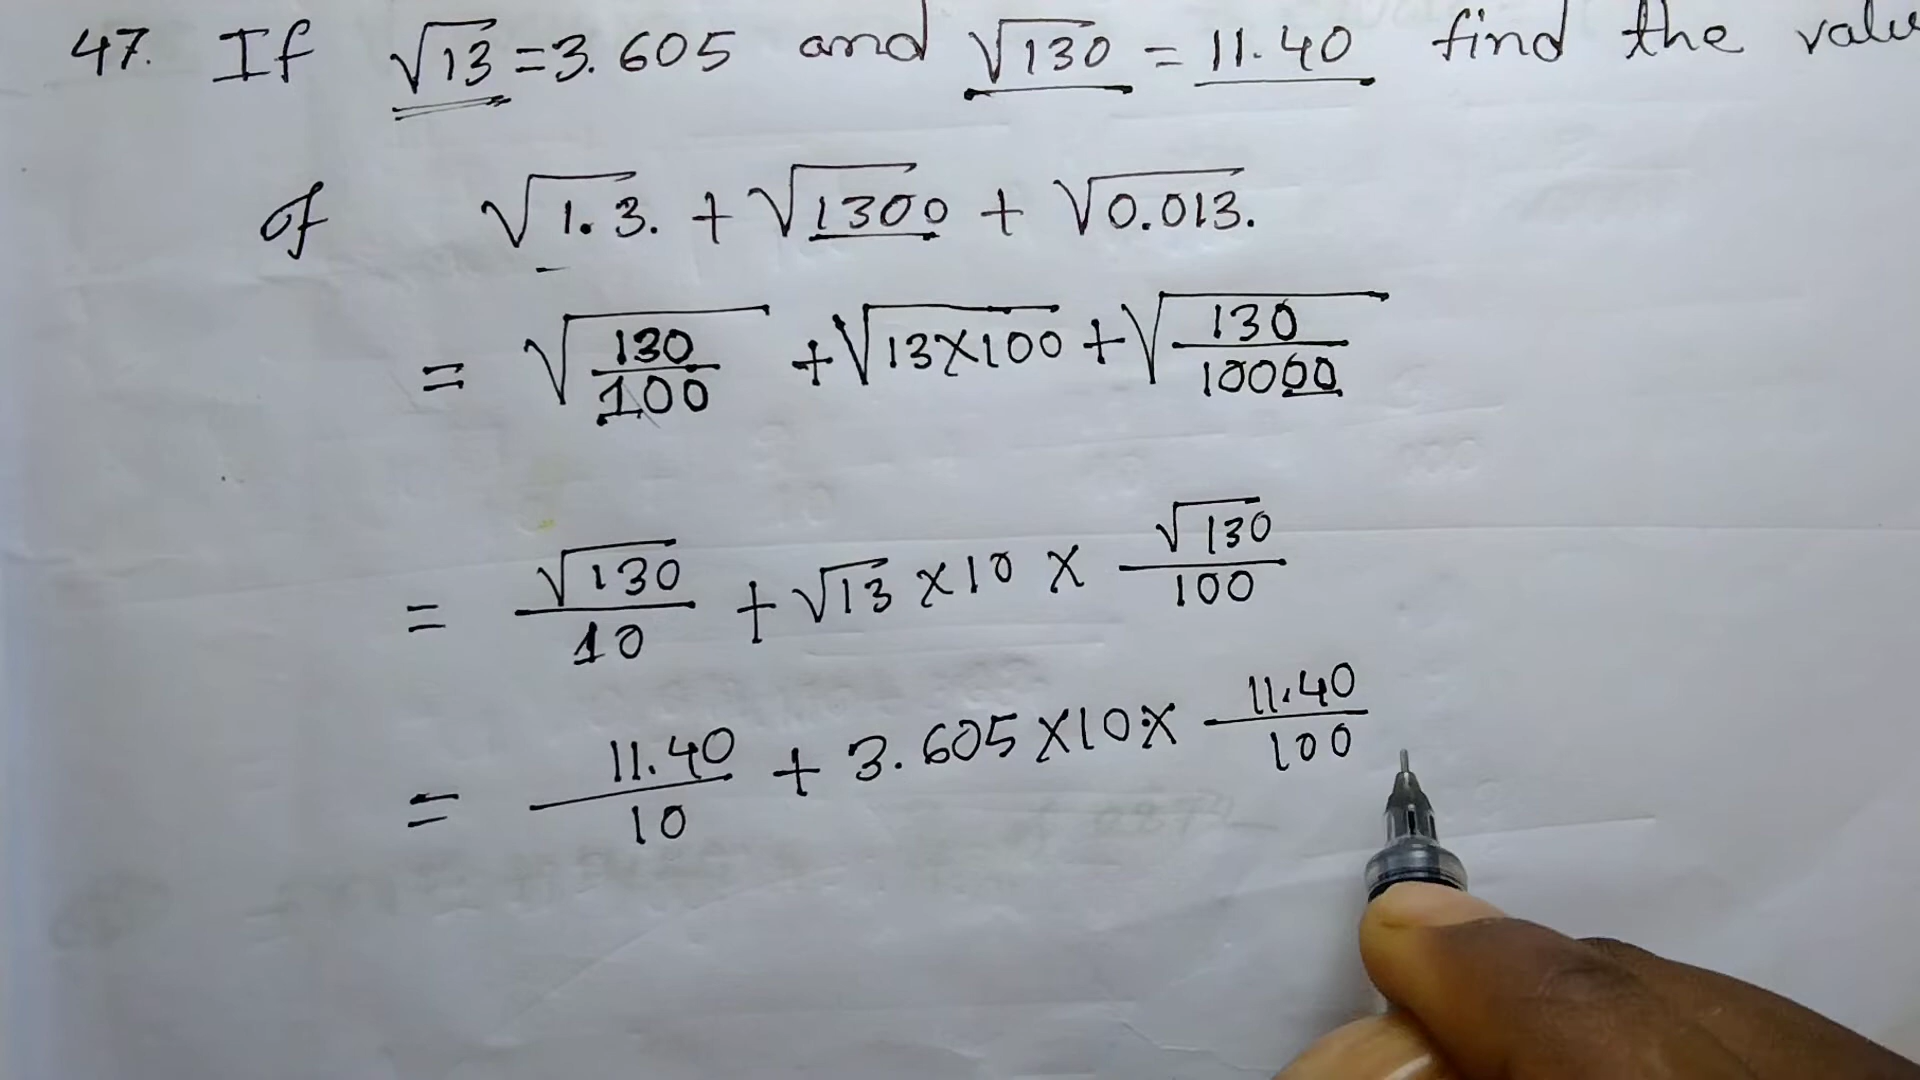 47. If √13 = 3.605 and √130 = 11.40 find the valu
of √1.3. + √1300 + √0.013.
= √130/100 + √13×100 + √130/10000
= √130/10 + √13 × 10 × √130/100
= 11.40/10 + 3.605 × 10 × 11.40/100